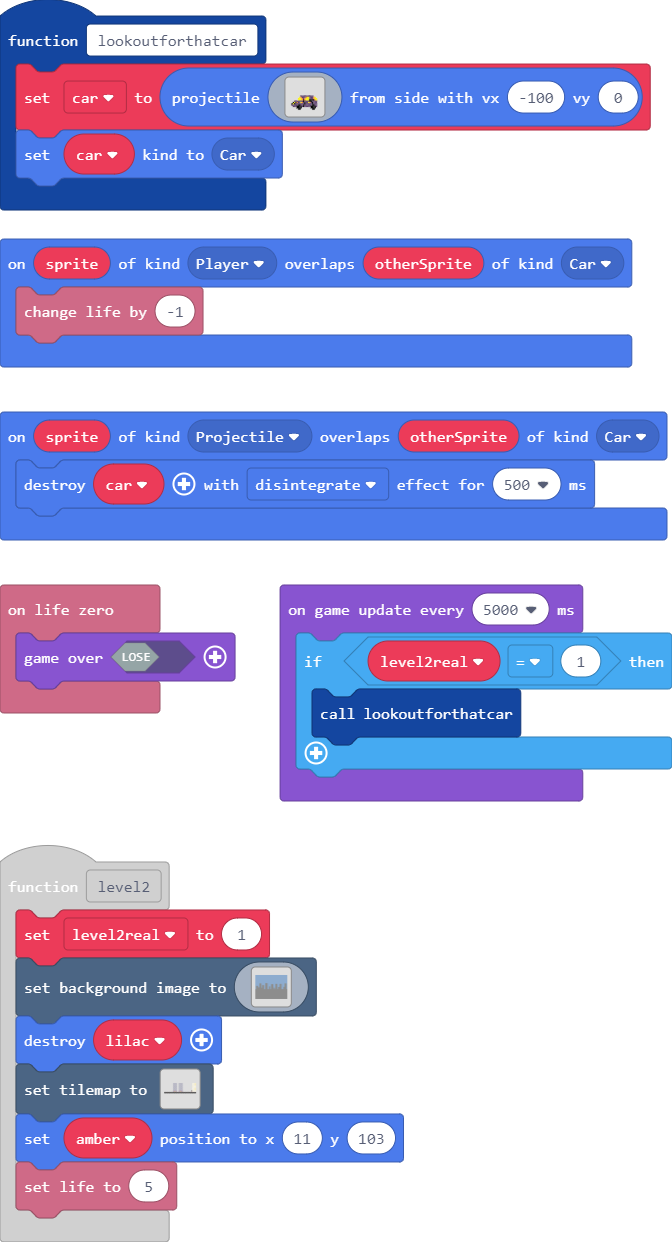 function lookoutforthatcar
set car to projectile from side with vx -100 vy 0
set car kind to Car
on sprite of kind Player overlaps otherSprite of kind Car
change life by -1
on sprite of kind Projectile overlaps otherSprite of kind Car
destroy car with disintegrate effect for 500 ms
on life zero
game over LOSE
on game update every 5000 ms
if level2real = 1 then
call lookoutforthatcar
function level2
set level2real to 1
set background image to
destroy lilac
set tilemap to
set amber position to x 11 y 103
set life to 5